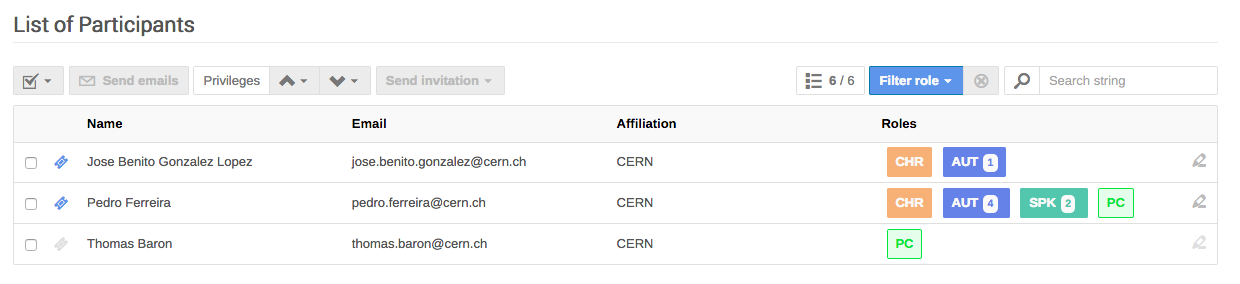 List of Participants
Send emails Privileges Send invitation 6 / 6 Filter role Search string
Name Email Affiliation Roles
Jose Benito Gonzalez Lopez jose.benito.gonzalez@cern.ch CERN CHR AUT 1
Pedro Ferreira pedro.ferreira@cern.ch CERN CHR AUT 4 SPK 2 PC
Thomas Baron thomas.baron@cern.ch CERN PC